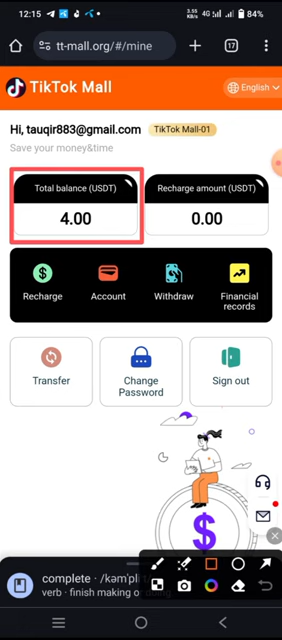 12:15
3.55 KB/s 4G 84%
tt-mall.org/#/mine
17
TikTok Mall
English
Hi, tauqir883@gmail.com TikTok Mall-01
Save your money&time
Total balance (USDT)
4.00
Recharge amount (USDT)
0.00
Recharge
Account
Withdraw
Financial records
Transfer
Change Password
Sign out
$
complete · /kəmˈpli
verb · finish making o